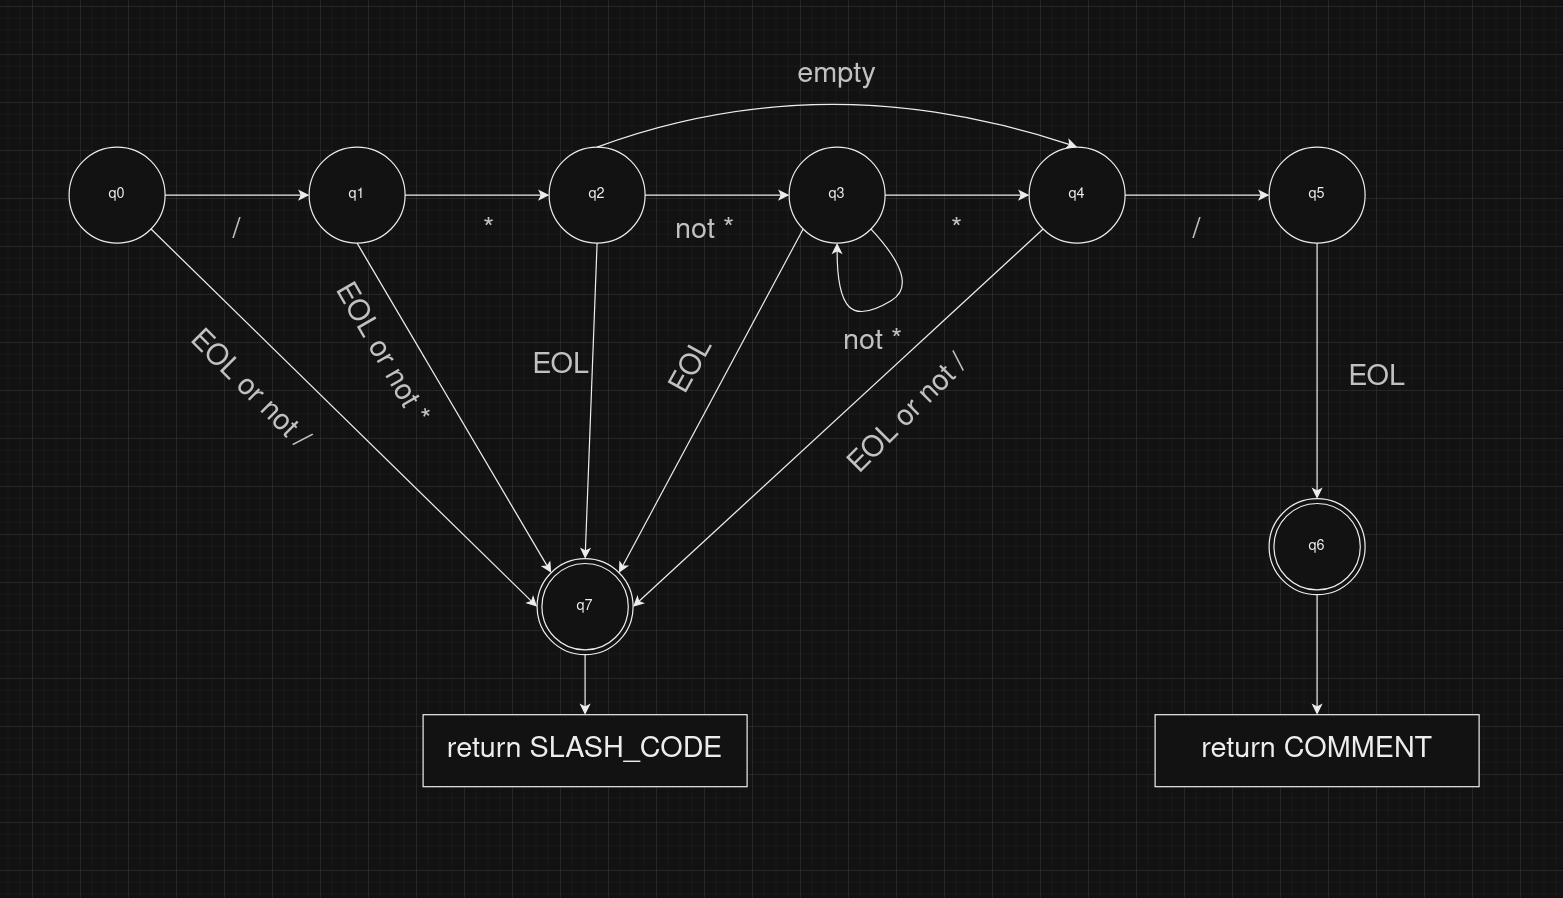 empty
q0
q1
q2
q3
q4
q5
/
*
not *
*
/
EOL or not /
EOL or not *
EOL
EOL
not *
EOL or not /
EOL
q6
q7
return SLASH_CODE
return COMMENT